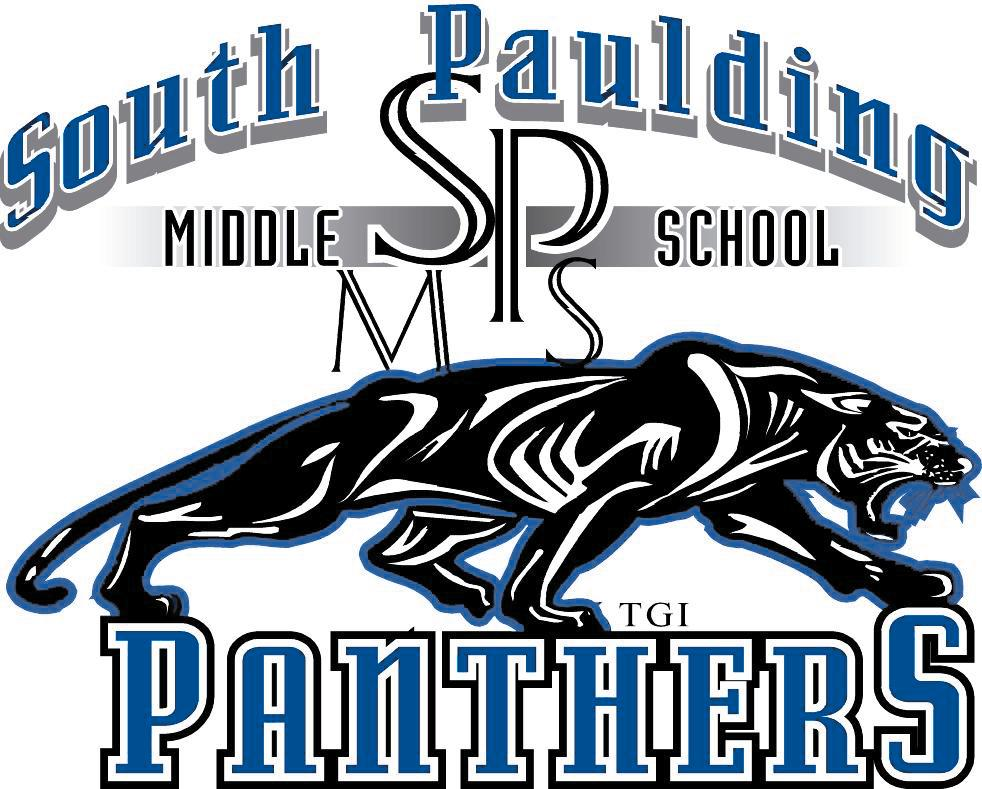 South Paulding
SP
MIDDLE SCHOOL
MS
TGI
PANTHERS